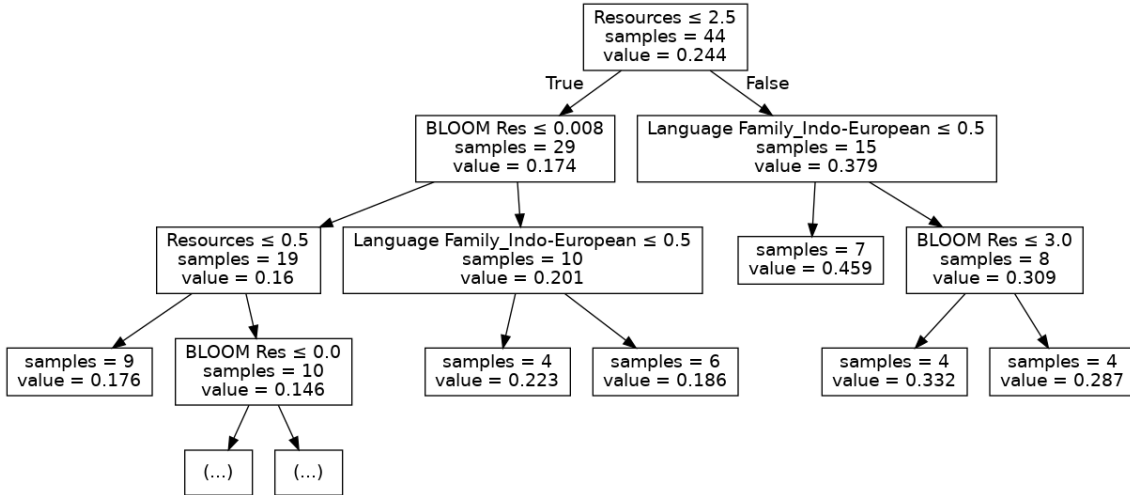 Resources ≤ 2.5
samples = 44
value = 0.244
True
False
BLOOM Res ≤ 0.008
samples = 29
value = 0.174
Language Family_Indo-European ≤ 0.5
samples = 15
value = 0.379
Resources ≤ 0.5
samples = 19
value = 0.16
Language Family_Indo-European ≤ 0.5
samples = 10
value = 0.201
samples = 7
value = 0.459
BLOOM Res ≤ 3.0
samples = 8
value = 0.309
samples = 9
value = 0.176
BLOOM Res ≤ 0.0
samples = 10
value = 0.146
samples = 4
value = 0.223
samples = 6
value = 0.186
samples = 4
value = 0.332
samples = 4
value = 0.287
(...)
(...)